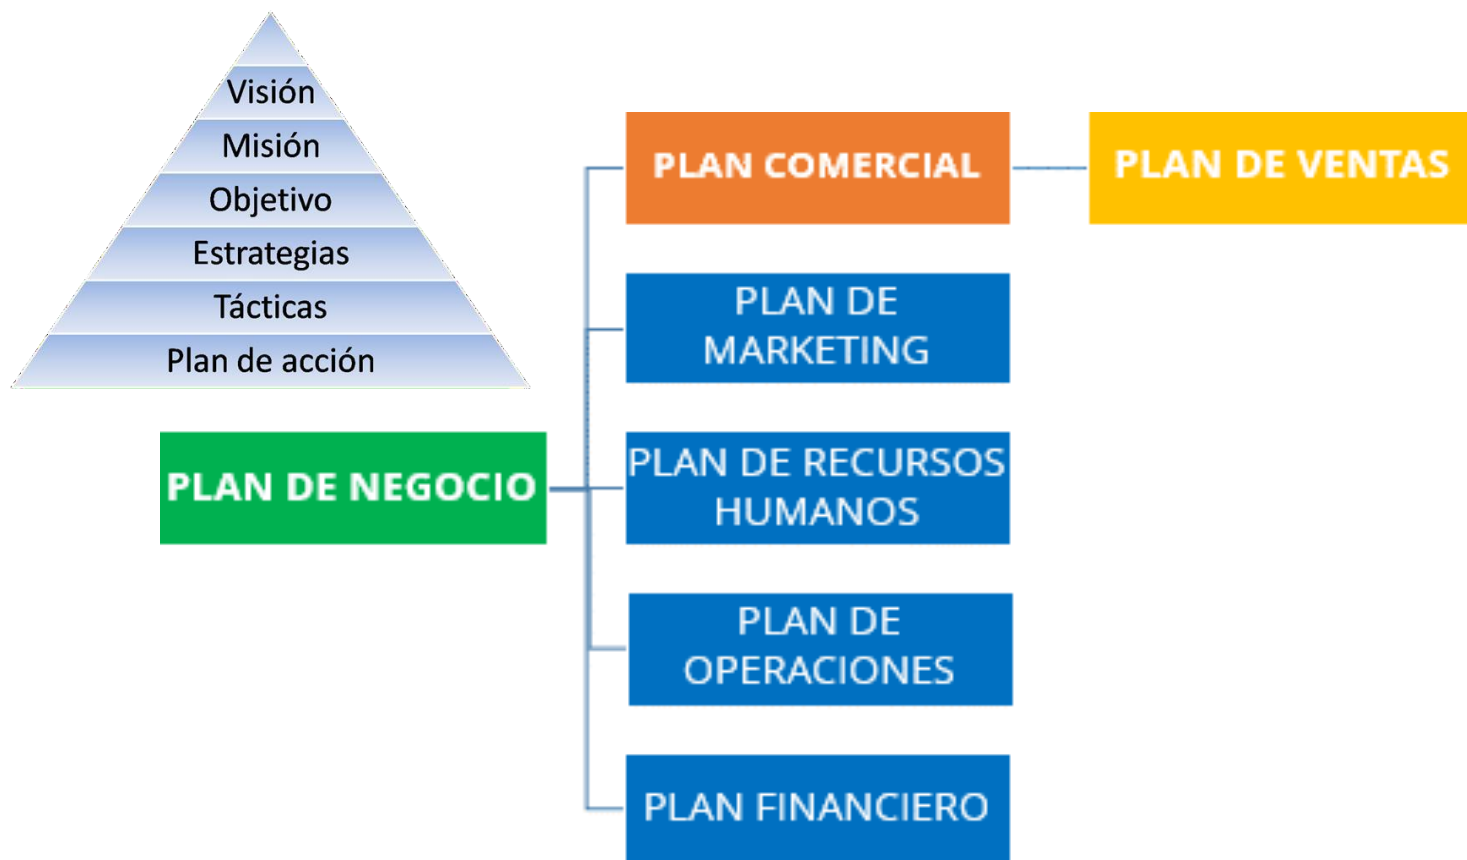 Visión
Misión
Objetivo
Estrategias
Tácticas
Plan de acción
PLAN DE NEGOCIO
PLAN COMERCIAL
PLAN DE VENTAS
PLAN DE
MARKETING
PLAN DE RECURSOS
HUMANOS
PLAN DE
OPERACIONES
PLAN FINANCIERO